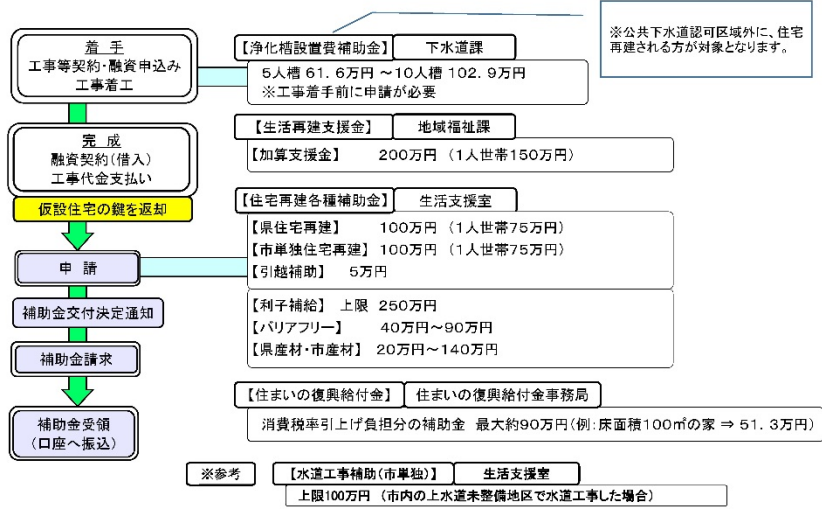 着 手
工事等契約・融資申込み
工事着工
【浄化槽設置費補助金】 下水道課
5人槽 61.6万円 ~10人槽 102.9万円
※工事着手前に申請が必要
※公共下水道認可区域外に、住宅
再建される方が対象となります。
完 成
融資契約(借入)
工事代金支払い
仮設住宅の鍵を返却
【生活再建支援金】 地域福祉課
【加算支援金】 200万円 (1人世帯150万円)
【住宅再建各種補助金】 生活支援室
【県住宅再建】 100万円 (1人世帯75万円)
【市単独住宅再建】 100万円 (1人世帯75万円)
【引越補助】 5万円
【利子補給】 上限 250万円
【バリアフリー】 40万円~90万円
【県産材・市産材】 20万円~140万円
申 請
補助金交付決定通知
補助金請求
補助金受領
(口座へ振込)
【住まいの復興給付金】 住まいの復興給付金事務局
消費税率引上げ負担分の補助金 最大約90万円(例:床面積100㎡の家 ⇒ 51.3万円)
※参考 【水道工事補助(市単独)】 生活支援室
上限100万円 (市内の上水道未整備地区で水道工事した場合)